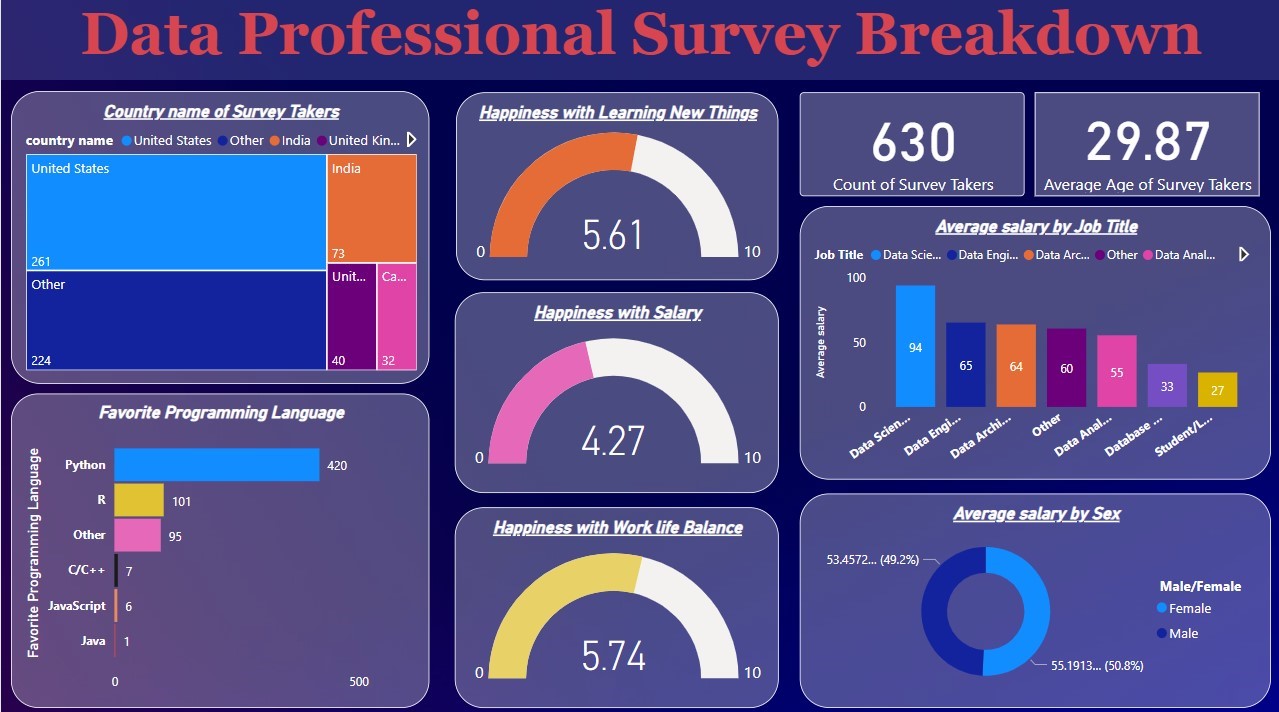 Data Professional Survey Breakdown
Country name of Survey Takers
country name United States Other India United Kin...
United States
261
Other
224
India
73
Unit...
40
Ca...
32
Favorite Programming Language
Favorite Programming Language
Python 420
R 101
Other 95
C/C++ 7
JavaScript 6
Java 1
0 500
Happiness with Learning New Things
5.61
0 10
Happiness with Salary
4.27
0 10
Happiness with Work life Balance
5.74
0 10
630
Count of Survey Takers
29.87
Average Age of Survey Takers
Average salary by Job Title
Job Title Data Scie... Data Engi... Data Arc... Other Data Anal...
Average salary
100
50
0
94 65 64 60 55 33 27
Data Scien... Data Engi... Data Archi... Other Data Anal... Database ... Student/L...
Average salary by Sex
53.4572... (49.2%)
55.1913... (50.8%)
Male/Female
Female
Male